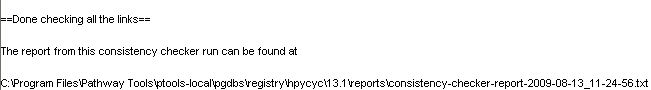 ==Done checking all the links==
The report from this consistency checker run can be found at
C:\Program Files\Pathway Tools\ptools-local\pgdbs\registry\hpycyc\13.1\reports\consistency-checker-report-2009-08-13_11-24-56.txt